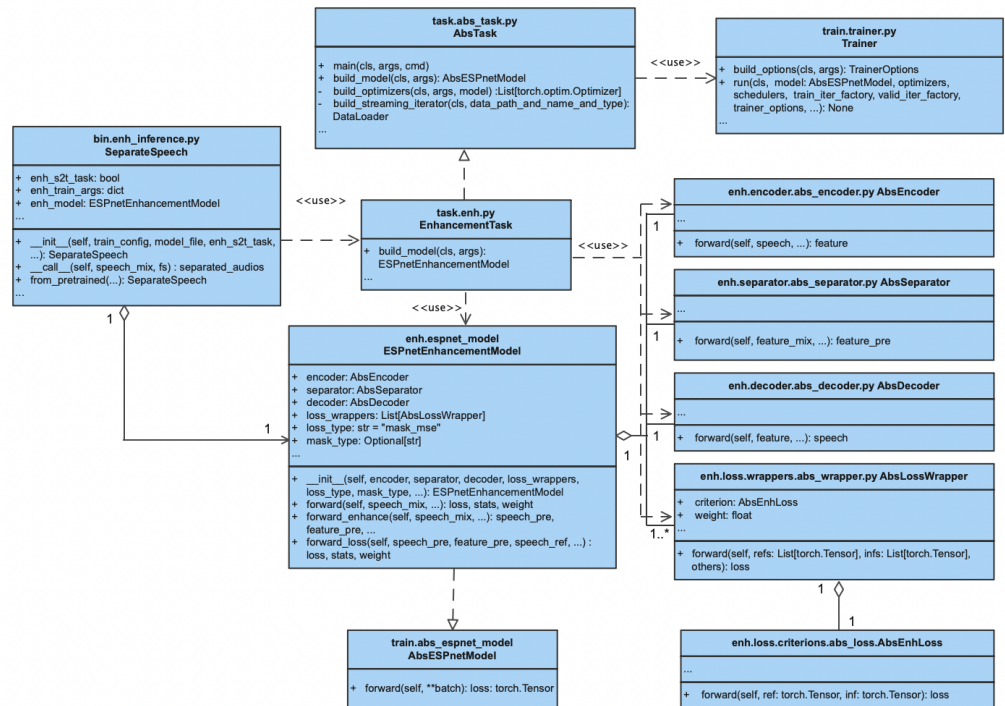 task.abs_task.py
AbsTask
+ main(cls, args, cmd)
+ build_model(cls, args): AbsESPnetModel
- build_optimizers(cls, args, model) :List[torch.optim.Optimizer]
- build_streaming_iterator(cls, data_path_and_name_and_type):
DataLoader
...
<<use>>
train.trainer.py
Trainer
+ build_options(cls, args): TrainerOptions
+ run(cls, model: AbsESPnetModel, optimizers,
schedulers, train_iter_factory, valid_iter_factory,
trainer_options, ...): None
...
bin.enh_inference.py
SeparateSpeech
+ enh_s2t_task: bool
+ enh_train_args: dict
+ enh_model: ESPnetEnhancementModel
...
+ __init__(self, train_config, model_file, enh_s2t_task,
...): SeparateSpeech
+ __call__(self, speech_mix, fs) : separated_audios
+ from_pretrained(...): SeparateSpeech
...
<<use>>
task.enh.py
EnhancementTask
+ build_model(cls, args):
ESPnetEnhancementModel
...
<<use>>
<<use>>
1
1
enh.espnet_model
ESPnetEnhancementModel
+ encoder: AbsEncoder
+ separator: AbsSeparator
+ decoder: AbsDecoder
+ loss_wrappers: List[AbsLossWrapper]
+ loss_type: str = "mask_mse"
+ mask_type: Optional[str]
...
+ __init__(self, encoder, separator, decoder, loss_wrappers,
loss_type, mask_type, ...): ESPnetEnhancementModel
+ forward(self, speech_mix, ...): loss, stats, weight
+ forward_enhance(self, speech_mix, ...): speech_pre,
feature_pre, ...
+ forward_loss(self, speech_pre, feature_pre, speech_ref, ...) :
loss, stats, weight
1
train.abs_espnet_model
AbsESPnetModel
+ forward(self, **batch): loss: torch.Tensor
enh.encoder.abs_encoder.py AbsEncoder
...
+ forward(self, speech, ...): feature
1
enh.separator.abs_separator.py AbsSeparator
...
+ forward(self, feature_mix, ...): feature_pre
1
enh.decoder.abs_decoder.py AbsDecoder
...
+ forward(self, feature, ...): speech
1
enh.loss.wrappers.abs_wrapper.py AbsLossWrapper
+ criterion: AbsEnhLoss
+ weight: float
...
+ forward(self, refs: List[torch.Tensor], infs: List[torch.Tensor],
others): loss
1..*
1
1
enh.loss.criterions.abs_loss.AbsEnhLoss
...
+ forward(self, ref: torch.Tensor, inf: torch.Tensor): loss